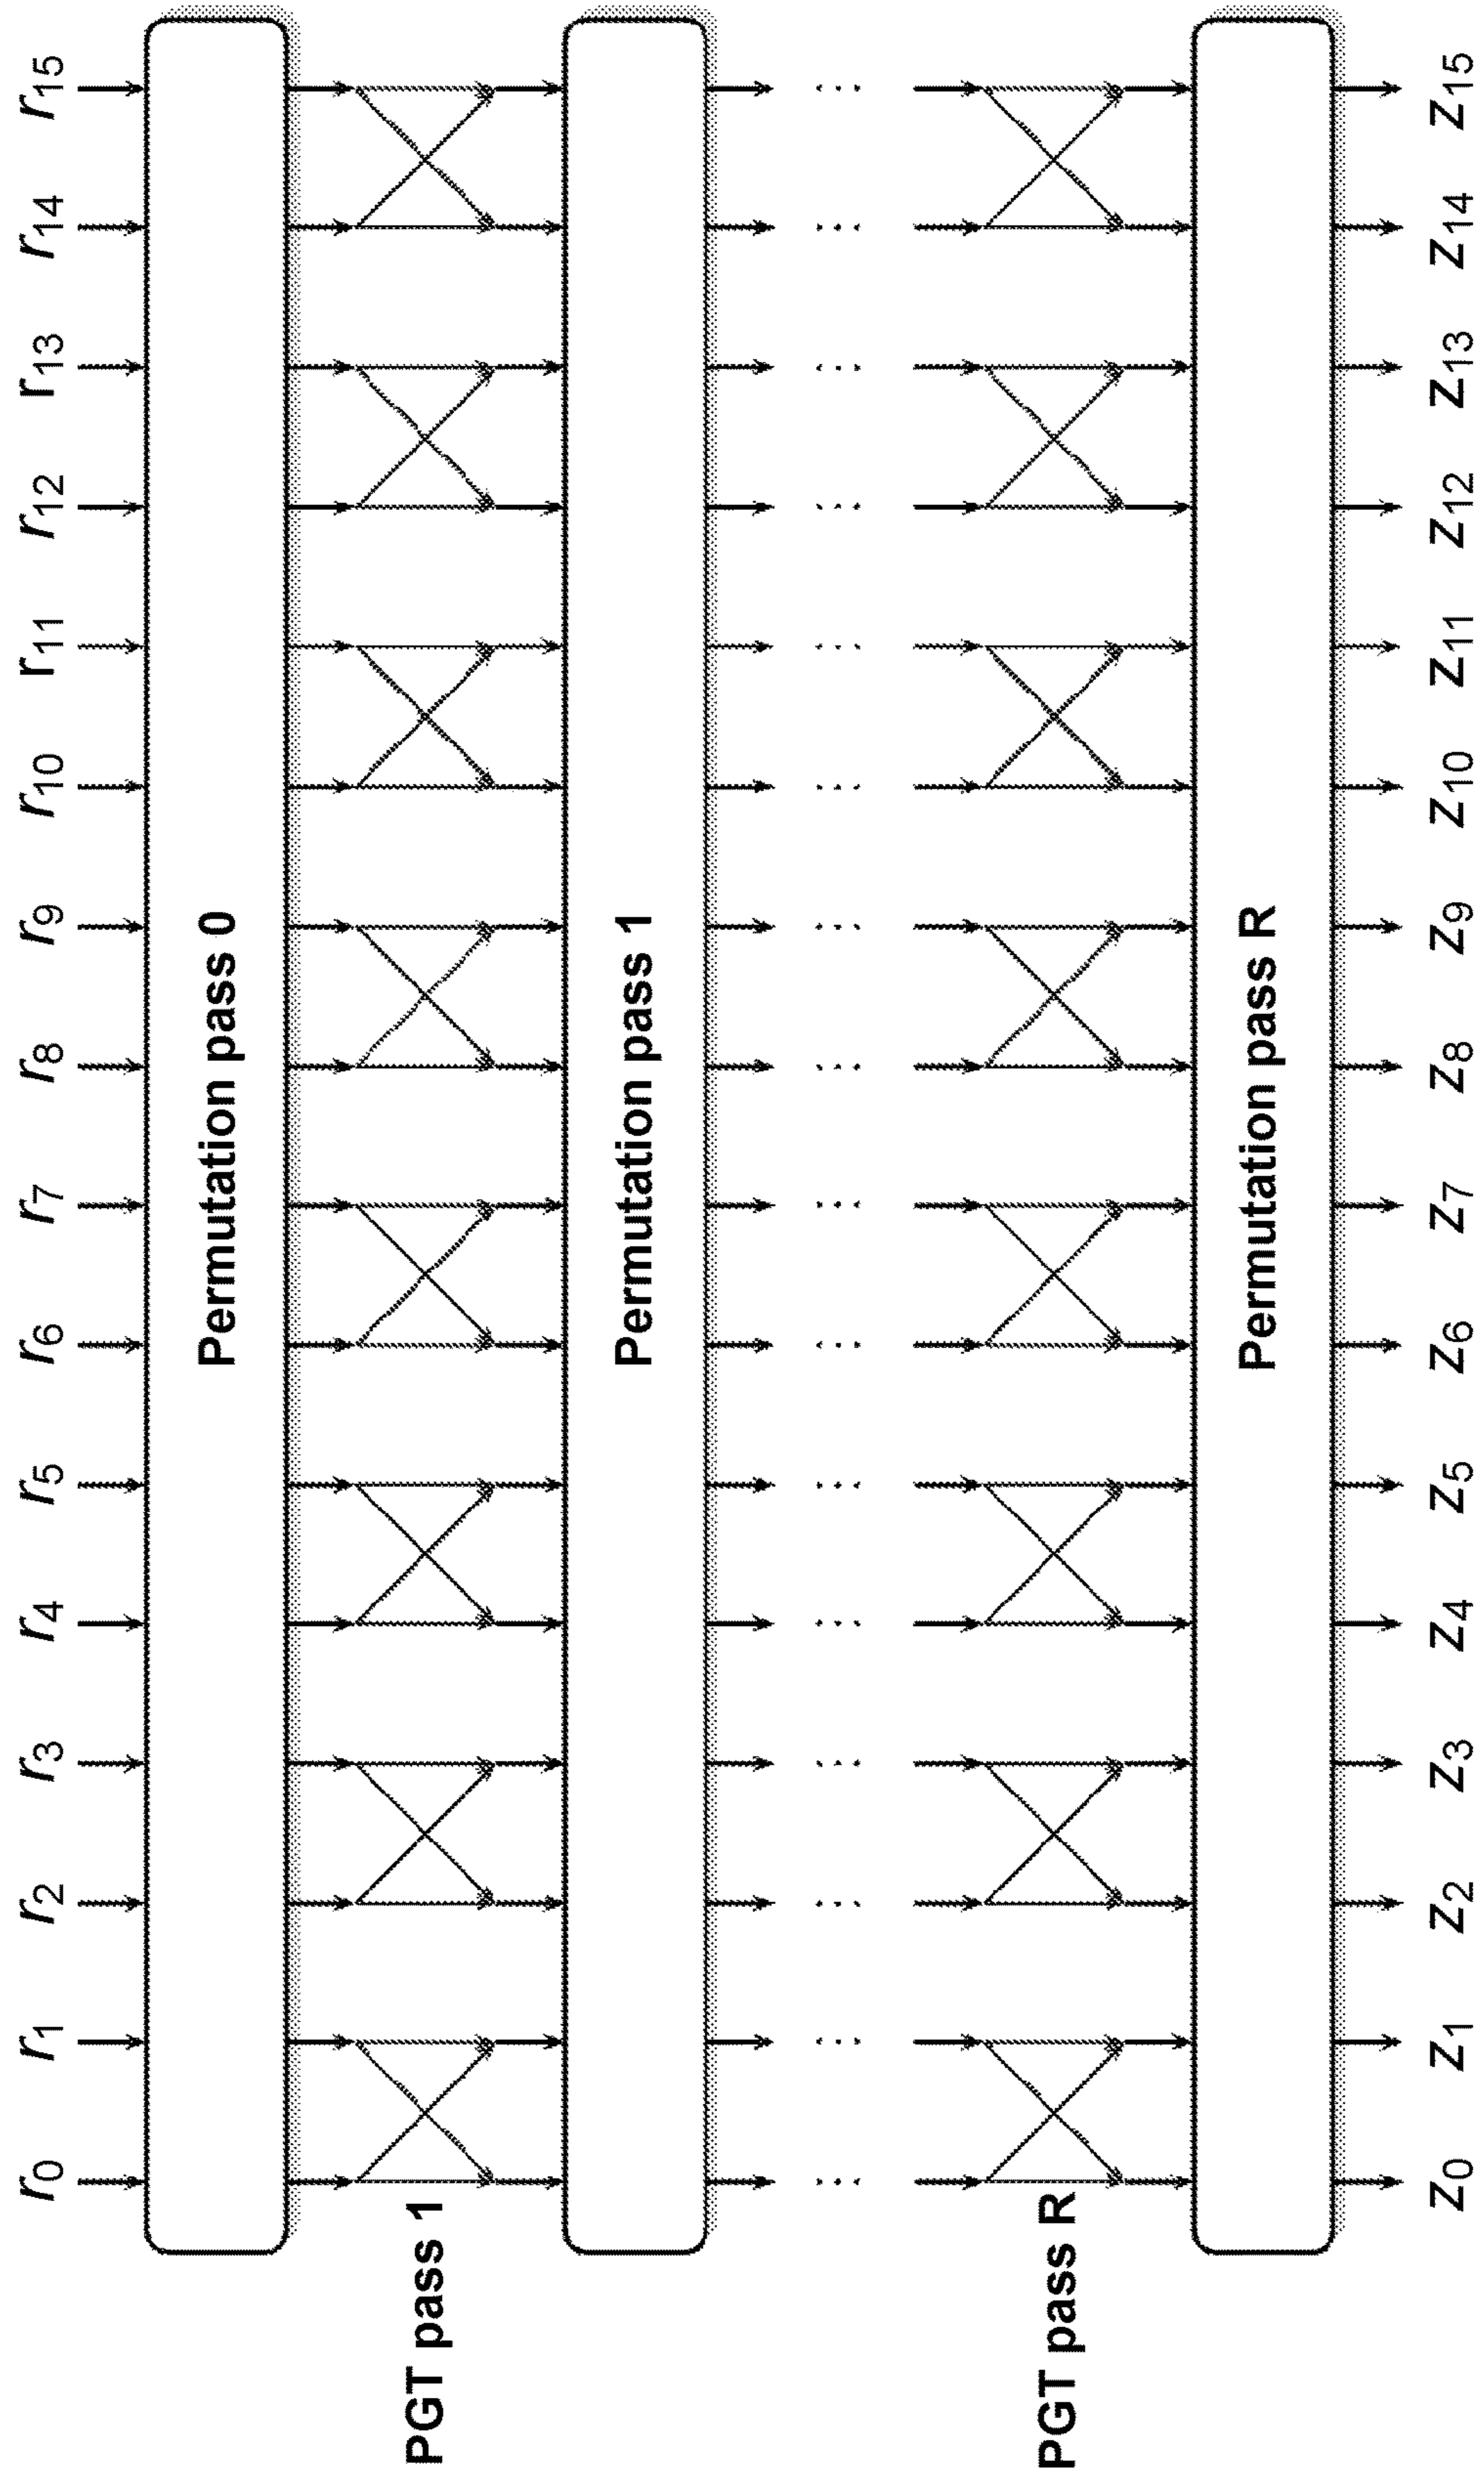 r0 r1 r2 r3 r4 r5 r6 r7 r8 r9 r10 r11 r12 r13 r14 r15
Permutation pass 0
PGT pass 1
Permutation pass 1
... ... ... ... ... ... ... ... ... ... ... ... ... ... ... ...
PGT pass R
Permutation pass R
z0 z1 z2 z3 z4 z5 z6 z7 z8 z9 z10 z11 z12 z13 z14 z15